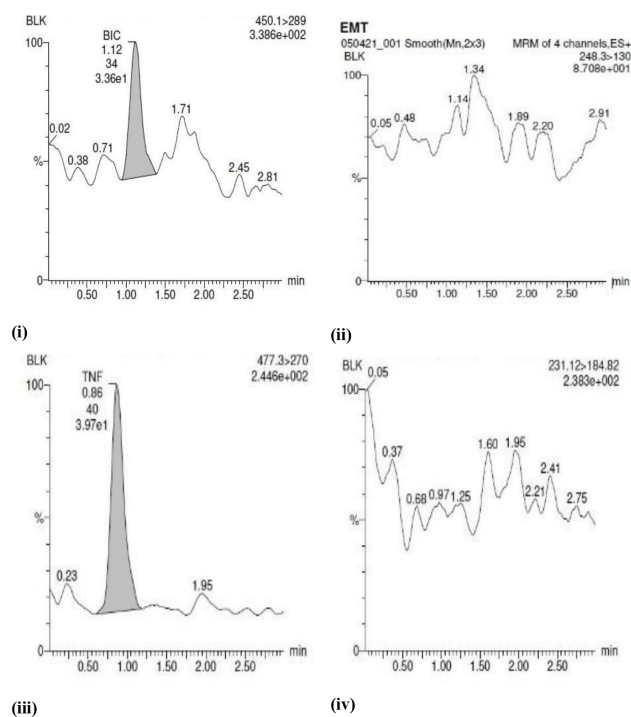 BLK
450.1>289
3.386e+002
BIC
1.12
34
3.36e1
100
0.02
0.38
0.71
1.71
2.45
2.81
%
0
min
0.50 1.00 1.50 2.00 2.50
(i)
EMT
050421_001 Smooth(Mn,2x3) MRM of 4 channels,ES+
BLK
248.3>130
8.708e+001
100
0.05
0.48
1.14
1.34
1.89
2.20
2.91
%
0
min
0.50 1.00 1.50 2.00 2.50
(ii)
BLK
477.3>270
2.446e+002
TNF
0.86
40
3.97e1
100
0.23
1.95
%
0
min
0.50 1.00 1.50 2.00 2.50
(iii)
BLK
231.12>184.82
2.383e+002
100
0.05
0.37
0.68
0.97
1.25
1.60
1.95
2.21
2.41
2.75
%
0
min
0.50 1.00 1.50 2.00 2.50
(iv)